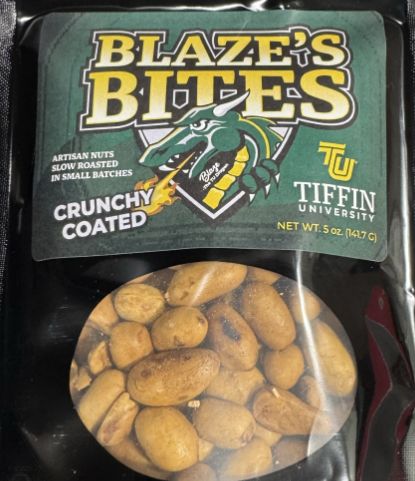 BLAZE'S
BITES
ARTISAN NUTS
SLOW ROASTED
IN SMALL BATCHES
CRUNCHY
COATED
Blaze
TU
TIFFIN
UNIVERSITY
NET WT. 5 oz. (141.7 G)